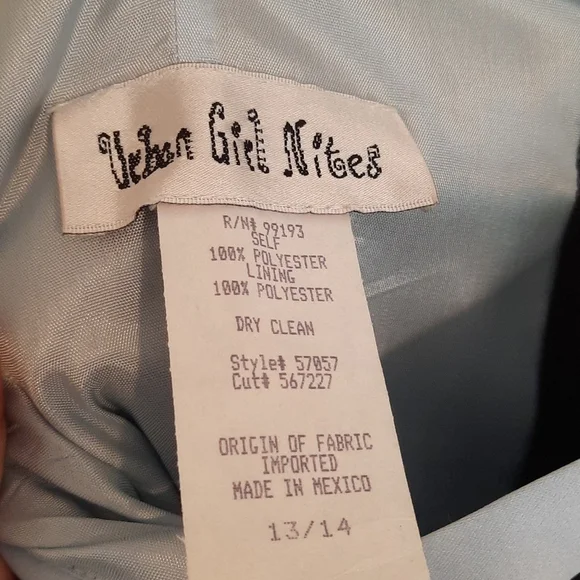 Urban Girl Nites
R/N# 99193
SELF
100% POLYESTER
LINING
100% POLYESTER
DRY CLEAN
Style# 57057
Cut# 567227
ORIGIN OF FABRIC
IMPORTED
MADE IN MEXICO
13/14